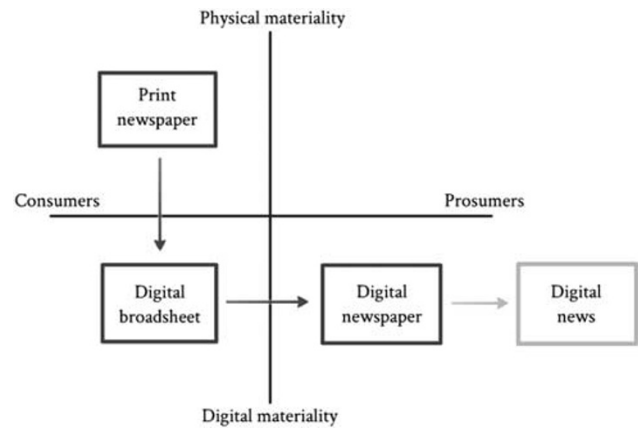 Physical materiality
Print
newspaper
Consumers
Prosumers
Digital
broadsheet
Digital
newspaper
Digital
news
Digital materiality